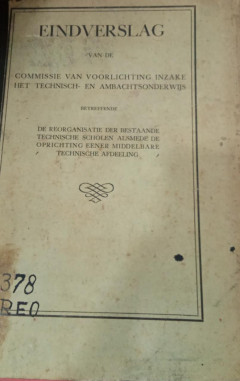 EINDVERSLAG
VAN DE
COMMISSIE VAN VOORLICHTING INZAKE
HET TECHNISCH- EN AMBACHTSONDERWIJS
BETREFFENDE
DE REORGANISATIE DER BESTAANDE
TECHNISCHE SCHOLEN ALSMEDE DE
OPRICHTING EENER MIDDELBARE
TECHNISCHE AFDEELING
378
REO